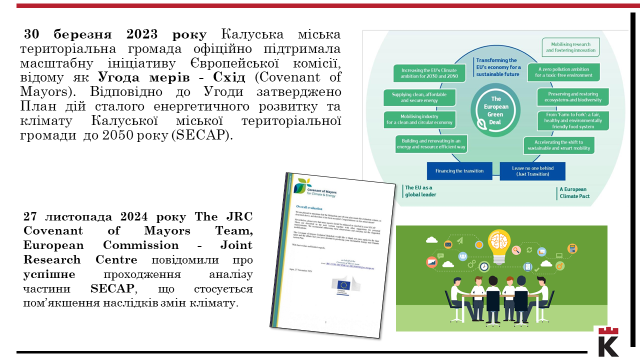 30 березня 2023 року Калуська міська
територіальна громада офіційно підтримала
масштабну ініціативу Європейської комісії,
відому як Угода мерів - Схід (Covenant of
Mayors). Відповідно до Угоди затверджено
План дій сталого енергетичного розвитку та
клімату Калуської міської територіальної
громади до 2050 року (SECAP).
27 листопада 2024 року The JRC
Covenant of Mayors Team,
European Commission - Joint
Research Centre повідомили про
успішне проходження аналізу
частини SECAP, що стосується
пом'якшення наслідків змін клімату.
Mobilising research
and fostering innovation
Transforming the
EU's economy for a
sustainable future
Increasing the EU's Climate
ambition for 2030 and 2050
A zero pollution ambition
for a toxic-free environment
Supplying clean, affordable
and secure energy
Preserving and restoring
ecosystems and biodiversity
The
European
Green
Deal
Mobilising industry
for a clean and circular economy
From 'Farm to Fork': a fair,
healthy and environmentally
friendly food system
Building and renovating in an
energy and resource efficient way
Accelerating the shift to
sustainable and smart mobility
Financing the transition
Leave no one behind
(Just Transition)
The EU as a
global leader
A European
Climate Pact
Covenant of Mayors
K